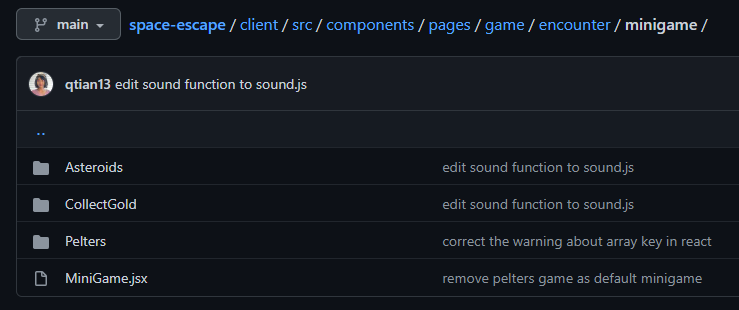 main space-escape / client / src / components / pages / game / encounter / minigame /
qtian13 edit sound function to sound.js
..
Asteroids edit sound function to sound.js
CollectGold edit sound function to sound.js
Pelters correct the warning about array key in react
MiniGame.jsx remove pelters game as default minigame